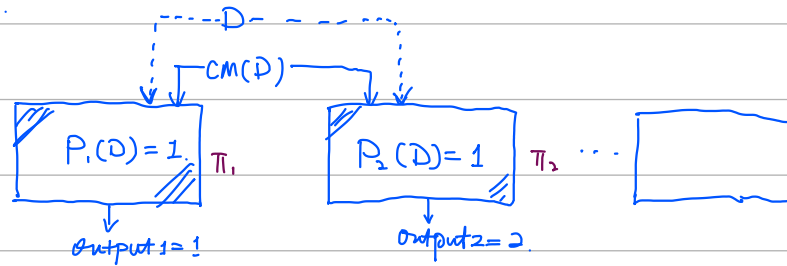 D
CM(D)
P₁(D) = 1. π₁ P₂(D) = 1 π₂ ...
output1 = 1 output2 = 2.